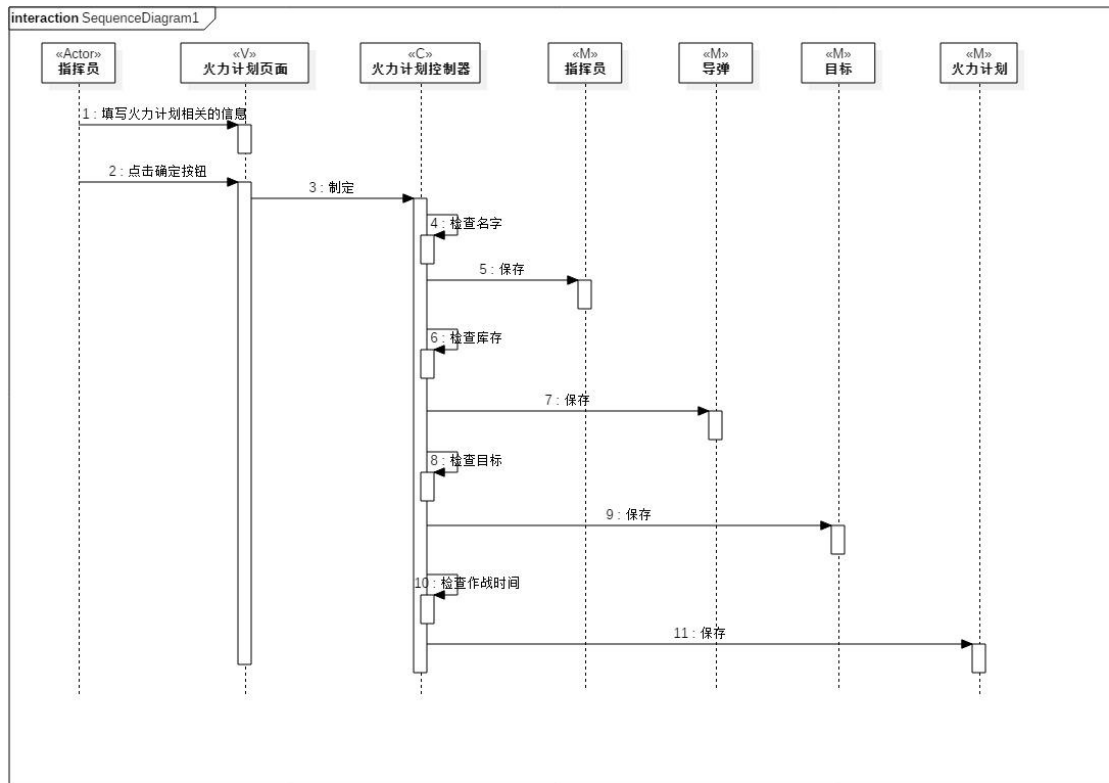 interaction SequenceDiagram1
«Actor»
指挥员
«V»
火力计划页面
«C»
火力计划控制器
«M»
指挥员
«M»
导弹
«M»
目标
«M»
火力计划
1 : 填写火力计划相关的信息
2 : 点击确定按钮
3 : 制定
4 : 检查名字
5 : 保存
6 : 检查库存
7 : 保存
8 : 检查目标
9 : 保存
10 : 检查作战时间
11 : 保存